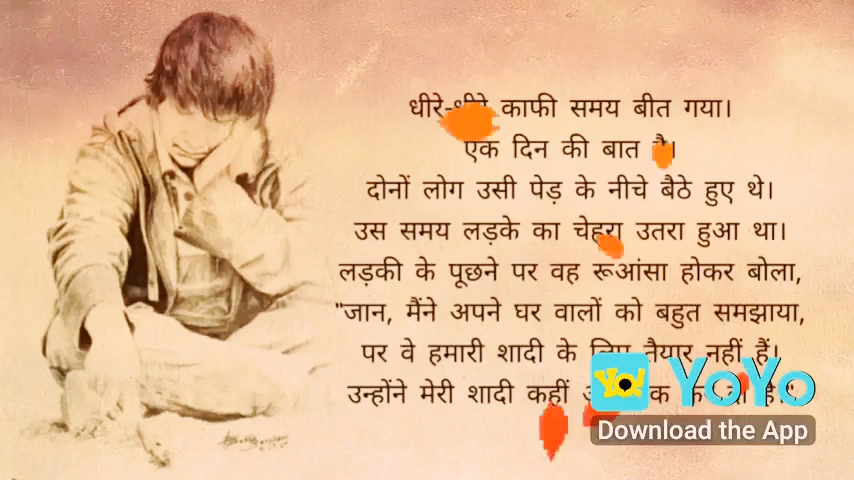 धीरे-धीरे काफी समय बीत गया।
एक दिन की बात है।
दोनों लोग उसी पेड़ के नीचे बैठे हुए थे।
उस समय लड़के का चेहरा उतरा हुआ था।
लड़की के पूछने पर वह रूआंसा होकर बोला,
"जान, मैंने अपने घर वालों को बहुत समझाया,
पर वे हमारी शादी के लिए तैयार नहीं हैं।
उन्होंने मेरी शादी कहीं
Yo! YoYo
Download the App